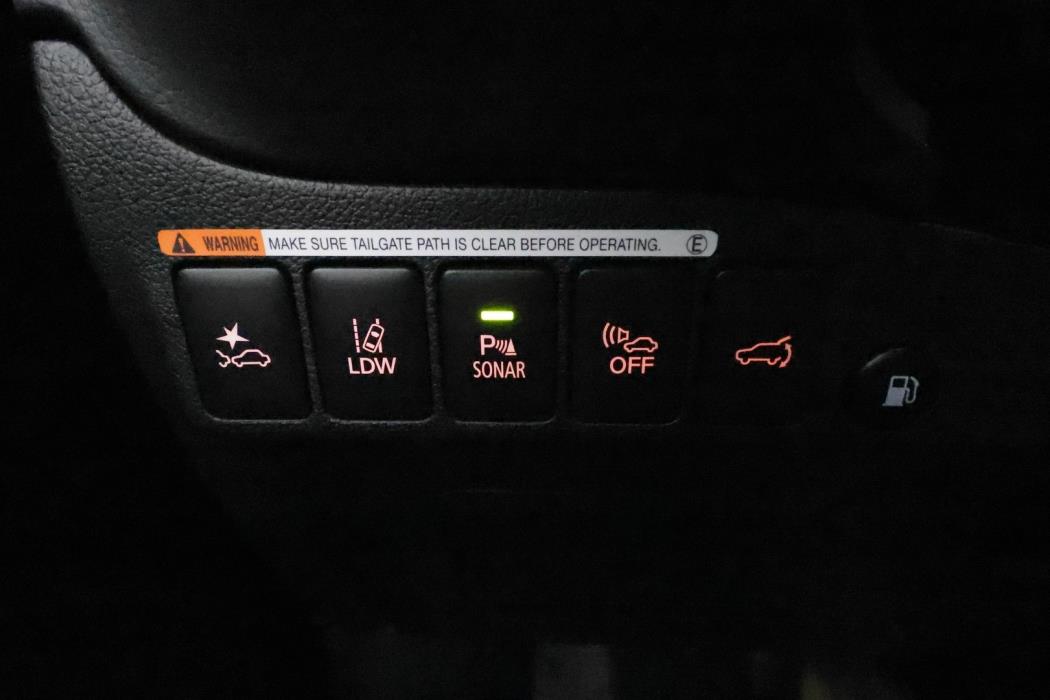 WARNING MAKE SURE TAILGATE PATH IS CLEAR BEFORE OPERATING. E
LDW
P
SONAR
OFF